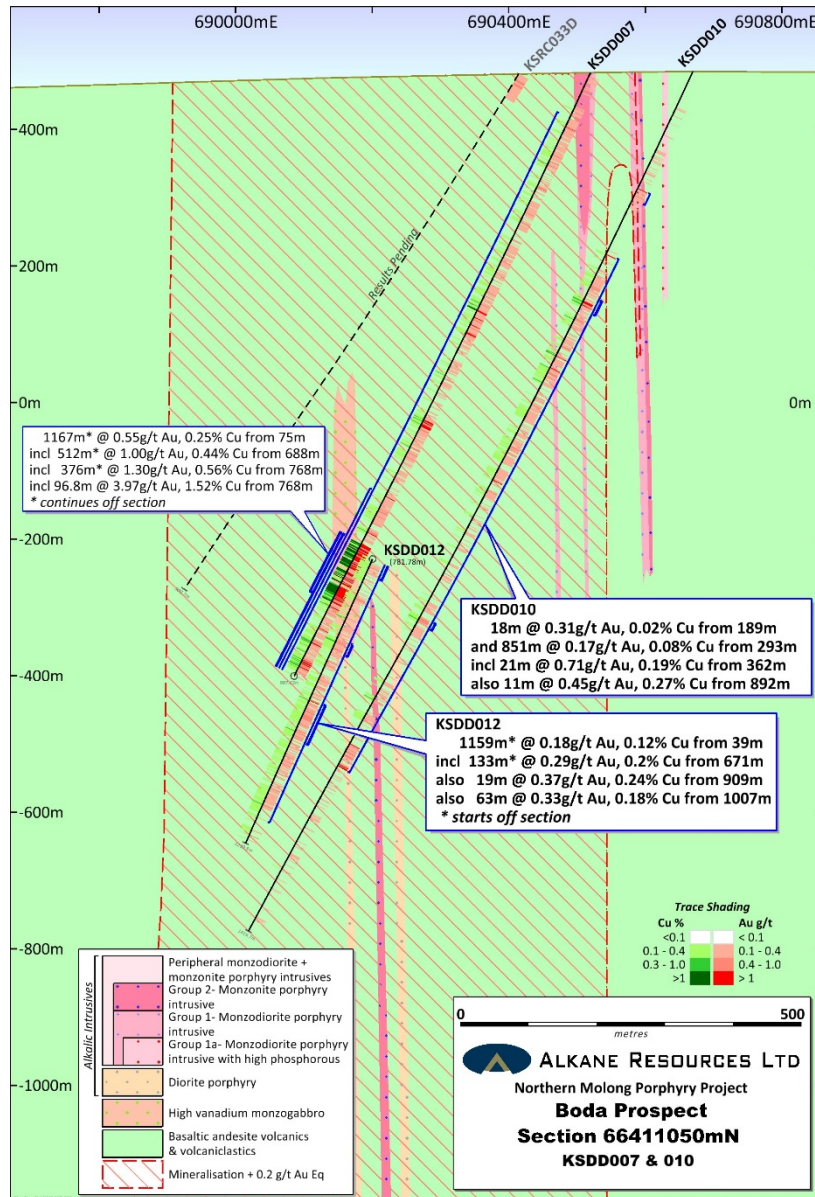 690000mE 690400mE 690800mE
KSRC033D
KSDD007
KSDD010
400m
200m
0m
0m
-200m
-400m
-600m
-800m
-1000m
Results Pending
1167m* @ 0.55g/t Au, 0.25% Cu from 75m
incl 512m* @ 1.00g/t Au, 0.44% Cu from 688m
incl 376m* @ 1.30g/t Au, 0.56% Cu from 768m
incl 96.8m @ 3.97g/t Au, 1.52% Cu from 768m
* continues off section
KSDD012
(781.78m)
KSDD010
18m @ 0.31g/t Au, 0.02% Cu from 189m
and 851m @ 0.17g/t Au, 0.08% Cu from 293m
incl 21m @ 0.71g/t Au, 0.19% Cu from 362m
also 11m @ 0.45g/t Au, 0.27% Cu from 892m
KSDD012
1159m* @ 0.18g/t Au, 0.12% Cu from 39m
incl 133m* @ 0.29g/t Au, 0.2% Cu from 671m
also 19m @ 0.37g/t Au, 0.24% Cu from 909m
also 63m @ 0.33g/t Au, 0.18% Cu from 1007m
* starts off section
Trace Shading
Cu % Au g/t
<0.1 < 0.1
0.1 - 0.4 0.1 - 0.4
0.3 - 1.0 0.4 - 1.0
>1 > 1
Alkalic Intrusives
Peripheral monzodiorite +
monzonite porphyry intrusives
Group 2- Monzonite porphyry
intrusive
Group 1- Monzodiorite porphyry
intrusive
Group 1a- Monzodiorite porphyry
intrusive with high phosphorous
Diorite porphyry
High vanadium monzogabbro
Basaltic andesite volcanics
& volcaniclastics
Mineralisation + 0.2 g/t Au Eq
0 500
metres
ALKANE RESOURCES LTD
Northern Molong Porphyry Project
Boda Prospect
Section 66411050mN
KSDD007 & 010